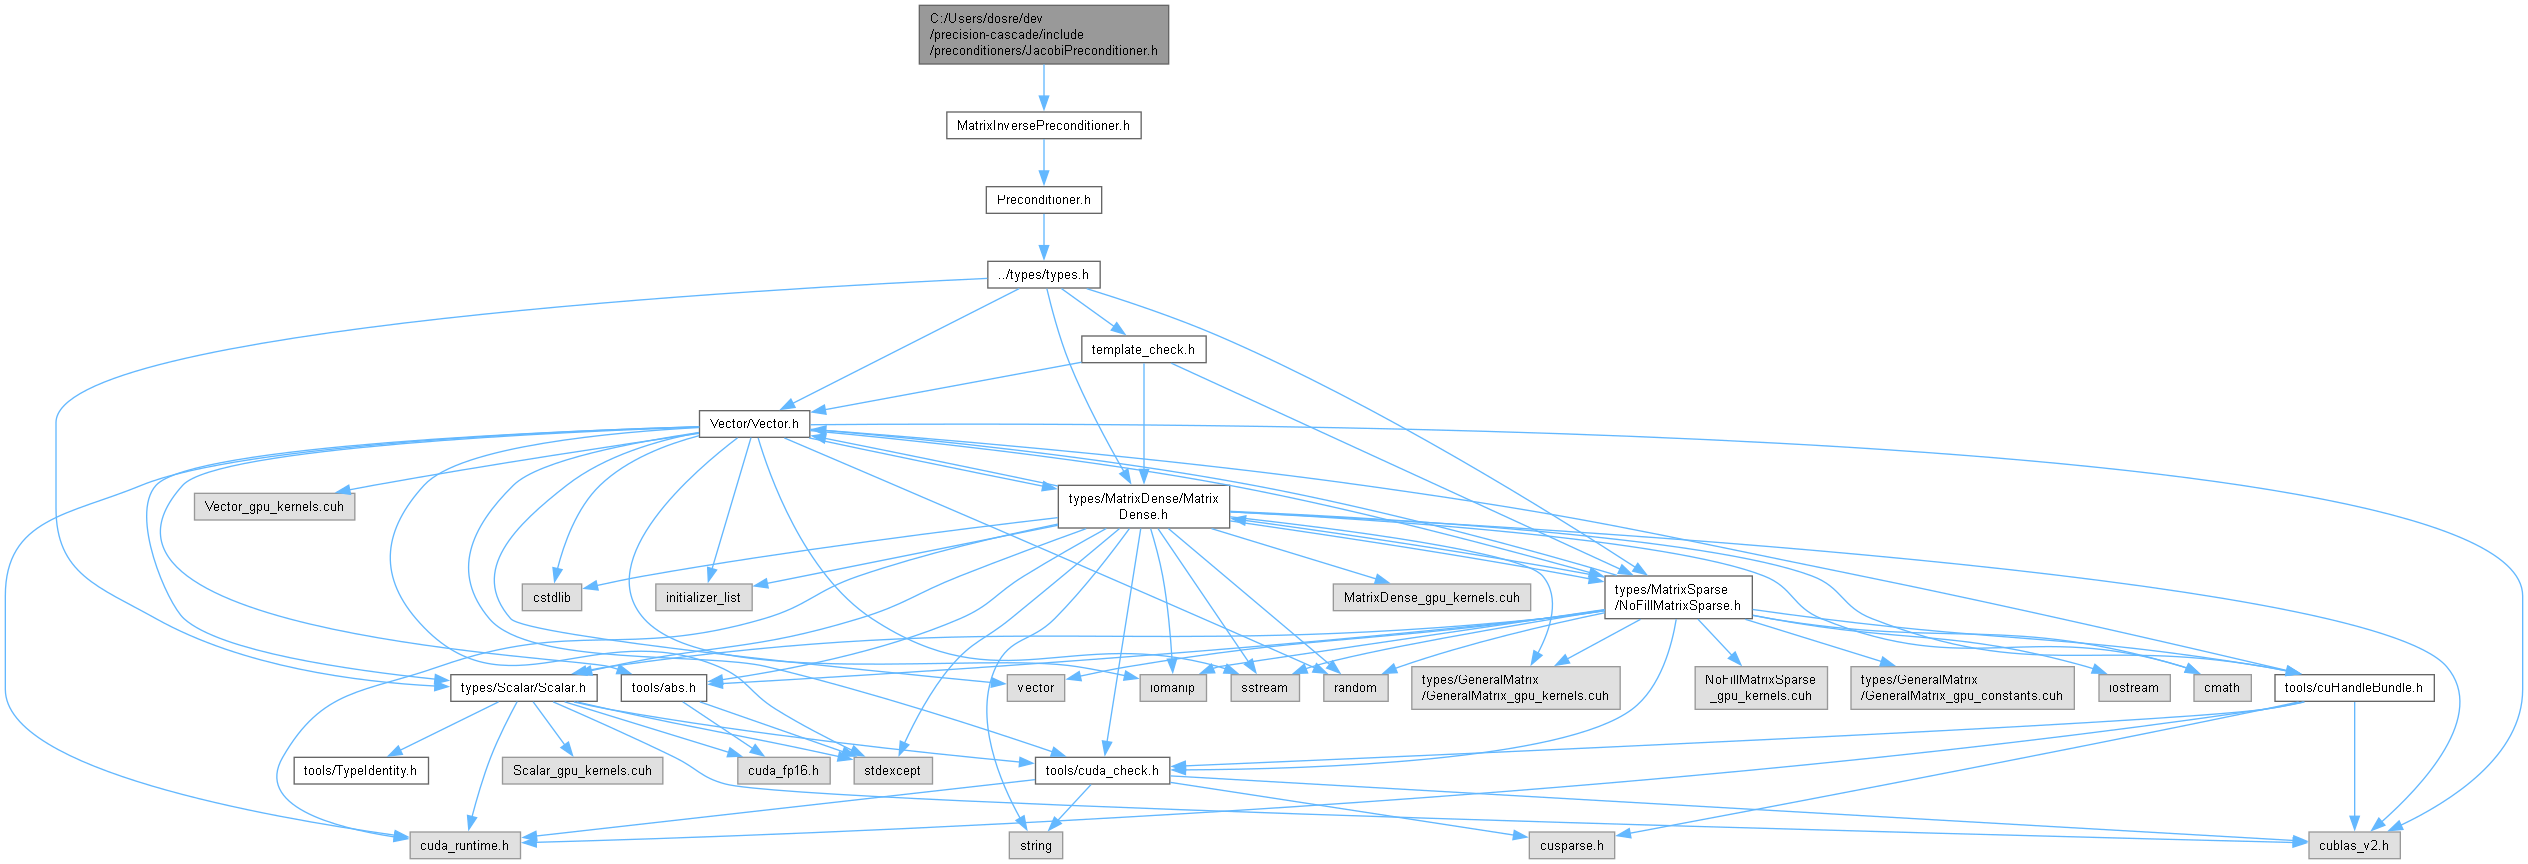 C:/Users/dosre/dev
/precision-cascade/include
/preconditioners/JacobiPreconditioner.h
MatrixInversePreconditioner.h
Preconditioner.h
../types/types.h
template_check.h
Vector/Vector.h
Vector_gpu_kernels.cuh
types/MatrixDense/Matrix
Dense.h
cstdlib
initializer_list
MatrixDense_gpu_kernels.cuh
types/MatrixSparse
/NoFillMatrixSparse.h
types/Scalar/Scalar.h
tools/abs.h
vector
iomanip
sstream
random
types/GeneralMatrix
/GeneralMatrix_gpu_kernels.cuh
NoFillMatrixSparse
_gpu_kernels.cuh
types/GeneralMatrix
/GeneralMatrix_gpu_constants.cuh
iostream
cmath
tools/cuHandleBundle.h
tools/TypeIdentity.h
Scalar_gpu_kernels.cuh
cuda_fp16.h
stdexcept
tools/cuda_check.h
cuda_runtime.h
string
cusparse.h
cublas_v2.h